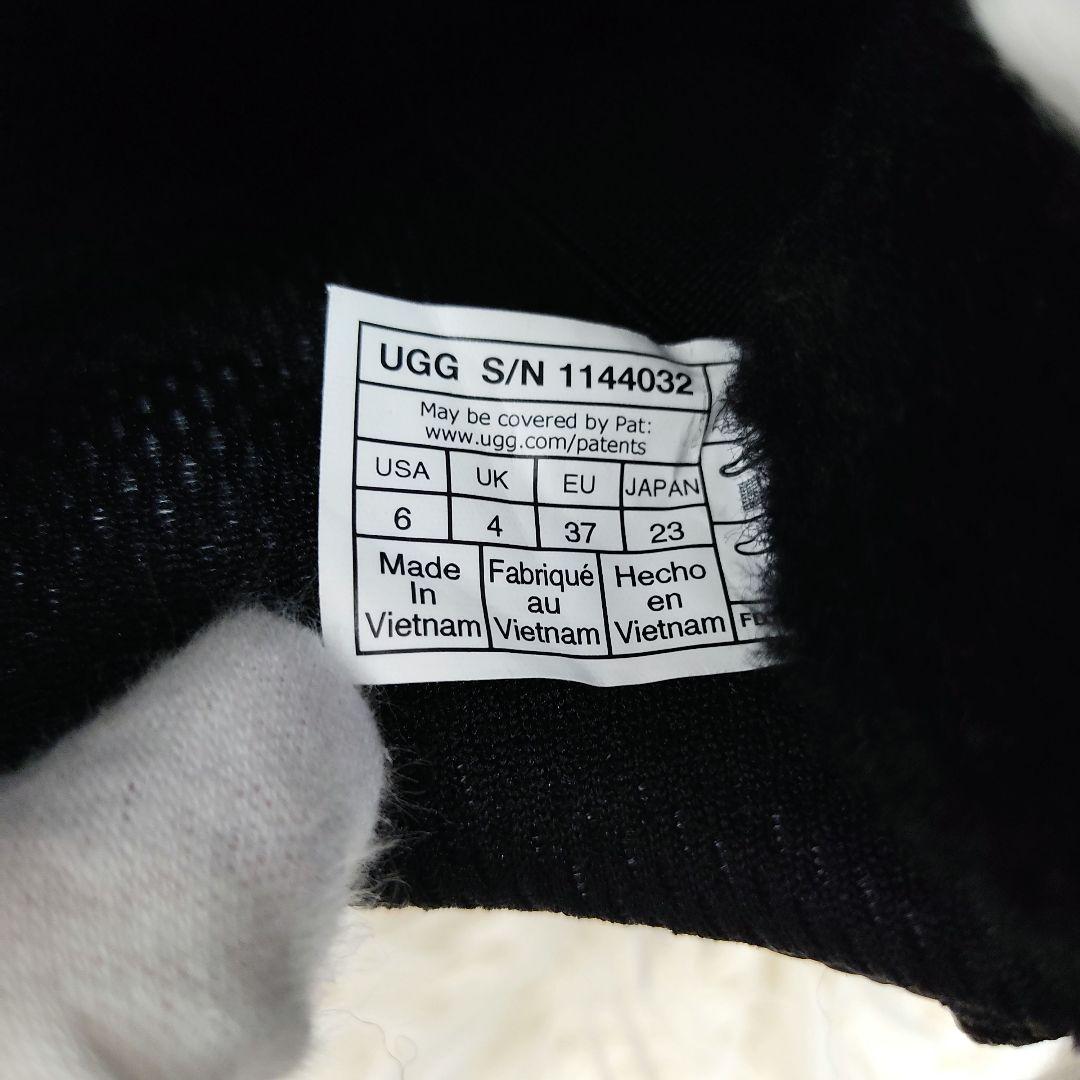 UGG S/N 1144032
May be covered by Pat:
www.ugg.com/patents
USA UK EU JAPAN
6 4 37 23
Made In Vietnam
Fabriqué au Vietnam
Hecho en Vietnam